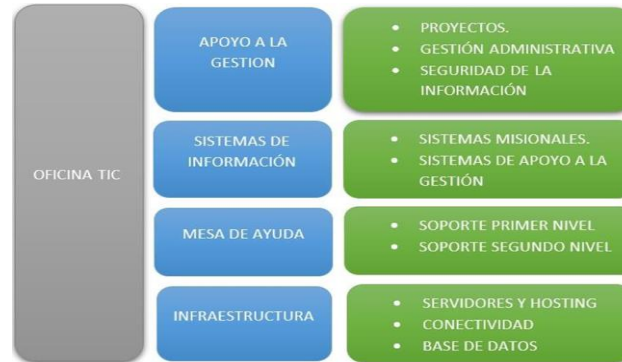 OFICINA TIC
APOYO A LA
GESTION
• PROYECTOS.
• GESTIÓN ADMINISTRATIVA
• SEGURIDAD DE LA
INFORMACIÓN
SISTEMAS DE
INFORMACIÓN
• SISTEMAS MISIONALES.
• SISTEMAS DE APOYO A LA
GESTIÓN
MESA DE AYUDA
• SOPORTE PRIMER NIVEL
• SOPORTE SEGUNDO NIVEL
INFRAESTRUCTURA
• SERVIDORES Y HOSTING
• CONECTIVIDAD
• BASE DE DATOS